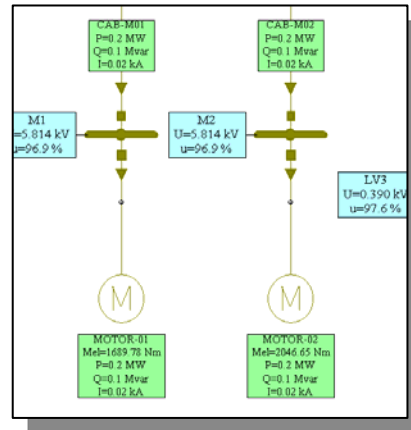 CAB-M01
P=0.2 MW
Q=0.1 Mvar
I=0.02 kA
CAB-M02
P=0.2 MW
Q=0.1 Mvar
I=0.02 kA
M1
=5.814 kV
u=96.9 %
M2
U=5.814 kV
u=96.9 %
LV3
U=0.390 kV
u=97.6 %
M
M
MOTOR-01
Mel=1689.78 Nm
P=0.2 MW
Q=0.1 Mvar
I=0.02 kA
MOTOR-02
Mel=2046.65 Nm
P=0.2 MW
Q=0.1 Mvar
I=0.02 kA